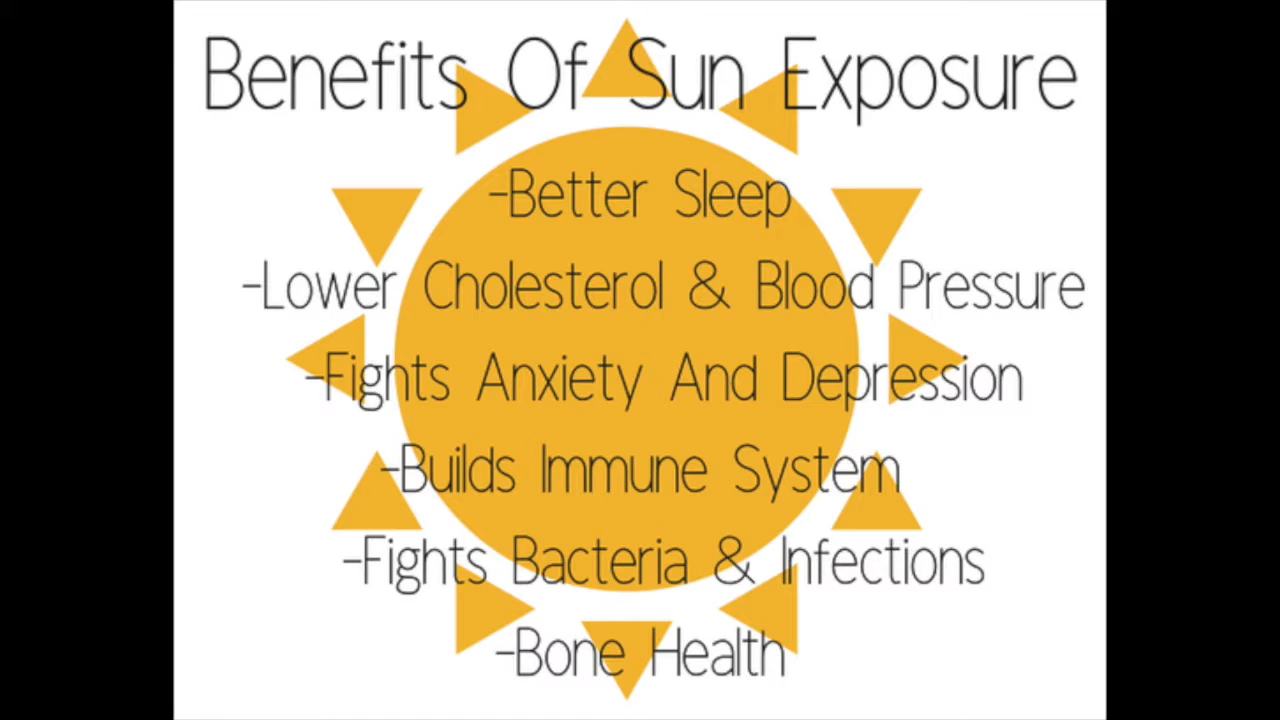 Benefits Of Sun Exposure
-Better Sleep
-Lower Cholesterol & Blood Pressure
-Fights Anxiety And Depression
-Builds Immune System
-Fights Bacteria & Infections
-Bone Health